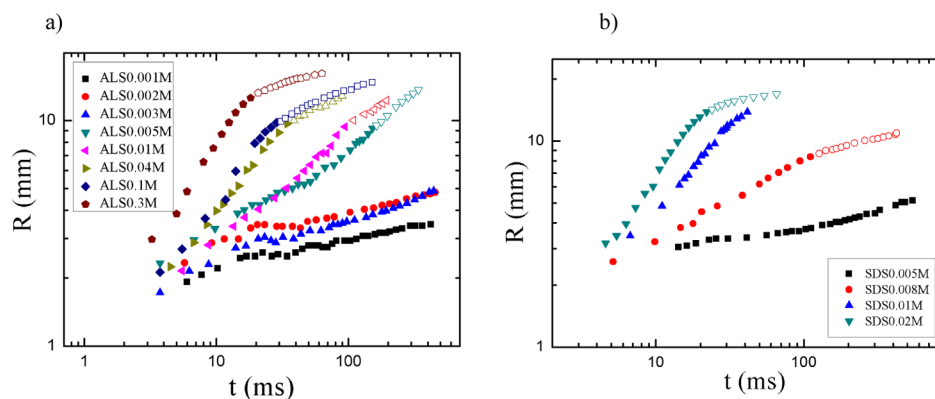 a)
ALS0.001M
ALS0.002M
ALS0.003M
ALS0.005M
ALS0.01M
ALS0.04M
ALS0.1M
ALS0.3M
10
1
R (mm)
1 10 100
t (ms)
b)
10
1
R (mm)
SDS0.005M
SDS0.008M
SDS0.01M
SDS0.02M
10 100
t (ms)